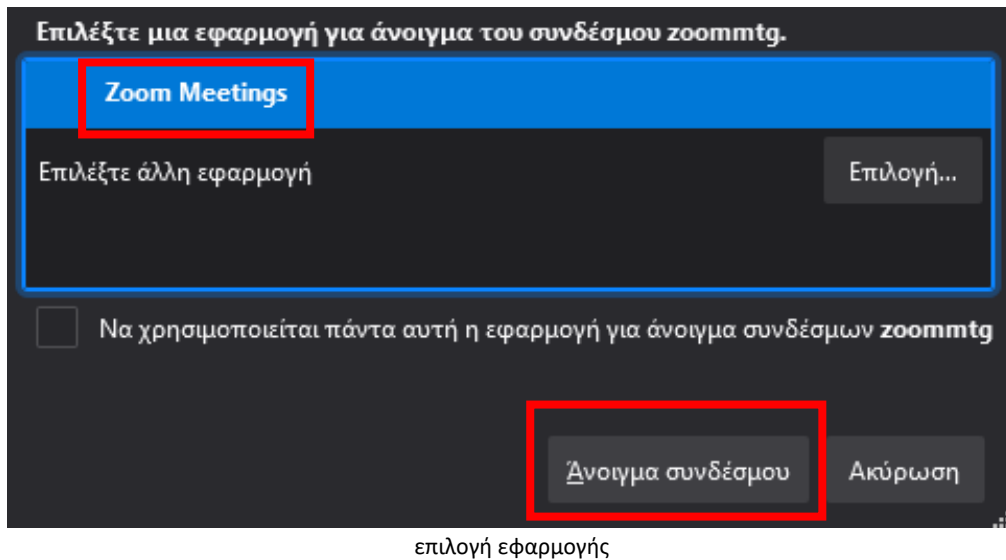 Επιλέξτε μια εφαρμογή για άνοιγμα του συνδέσμου zoommtg.
Zoom Meetings
Επιλέξτε άλλη εφαρμογή
Επιλογή...
Να χρησιμοποιείται πάντα αυτή η εφαρμογή για άνοιγμα συνδέσμων zoommtg
Άνοιγμα συνδέσμου
Ακύρωση
επιλογή εφαρμογής